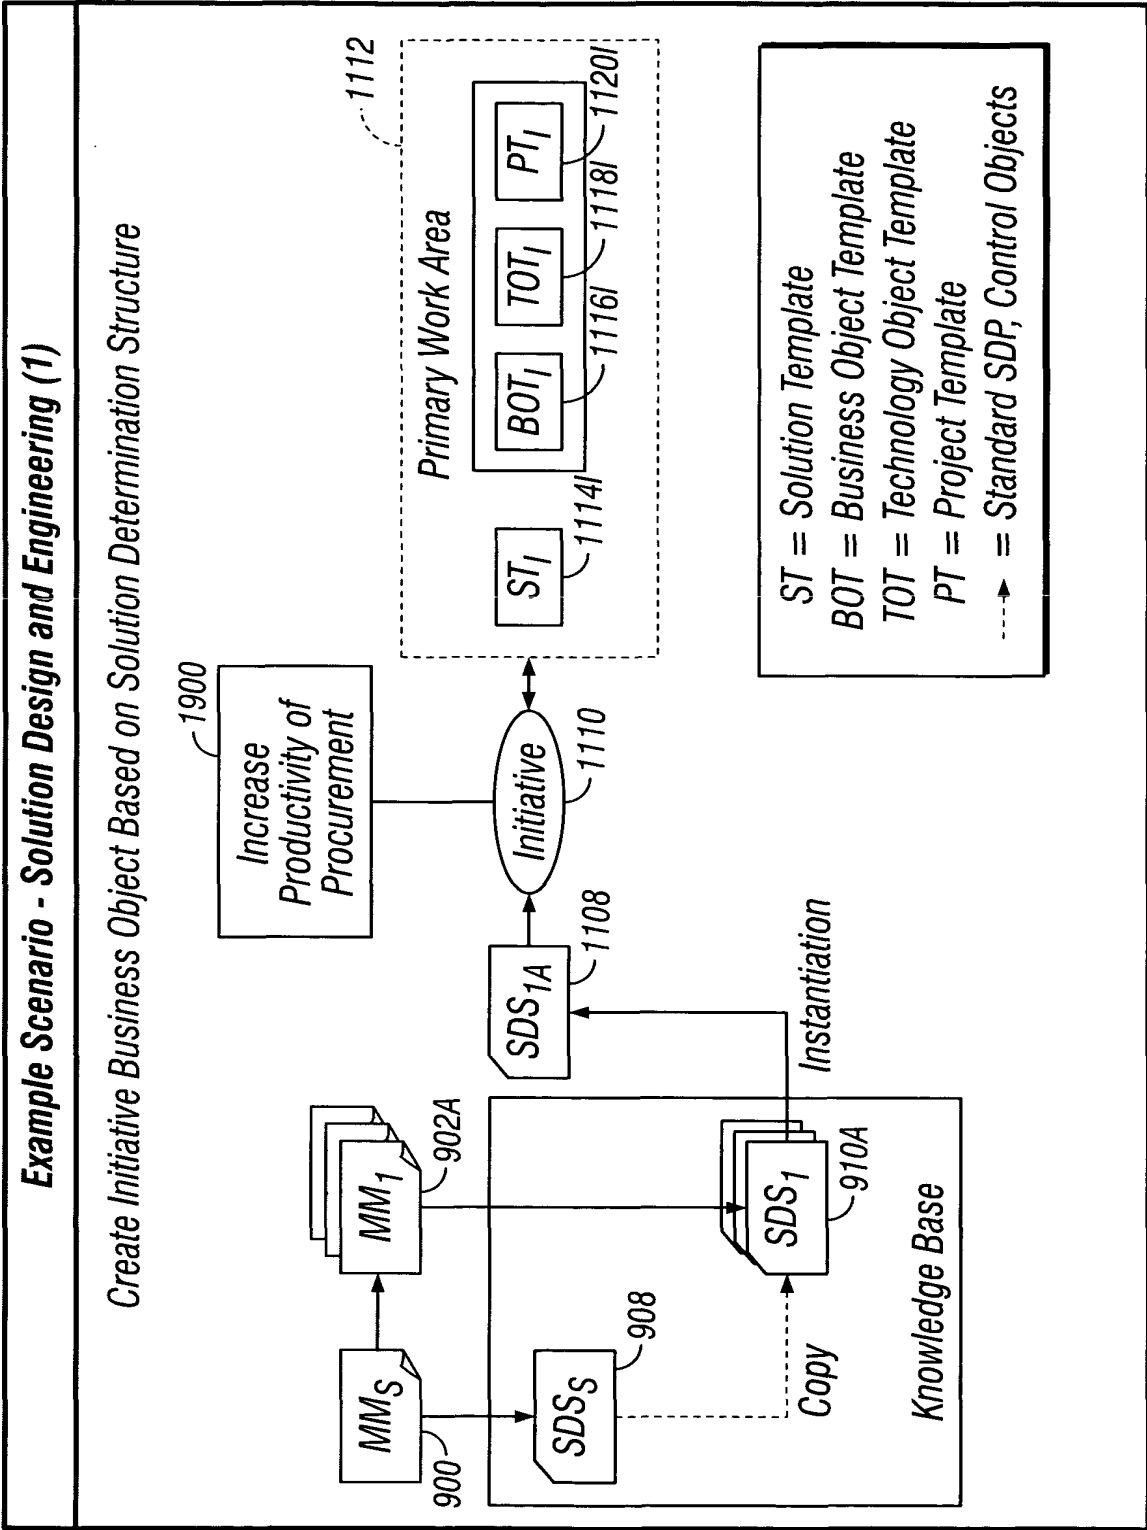 Example Scenario - Solution Design and Engineering (1)
Create Initiative Business Object Based on Solution Determination Structure
MMS
900
MM1
902A
SDSS
908
Copy
SDS1
910A
Knowledge Base
Instantiation
SDS1A
1108
Increase
Productivity of
Procurement
1900
Initiative
1110
1112
Primary Work Area
STI
1114I
BOTI
1116I
TOTI
1118I
PTI
1120I
ST = Solution Template
BOT = Business Object Template
TOT = Technology Object Template
PT = Project Template
= Standard SDP, Control Objects